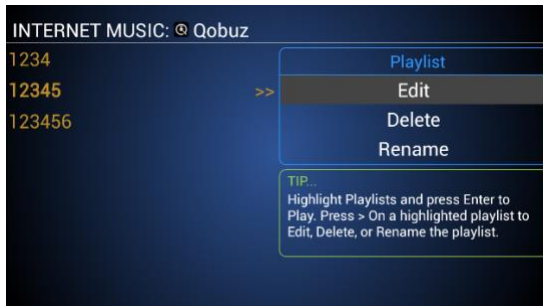 INTERNET MUSIC: Qobuz
1234
12345 >>
123456
Playlist
Edit
Delete
Rename
TIP...
Highlight Playlists and press Enter to
Play. Press > On a highlighted playlist to
Edit, Delete, or Rename the playlist.